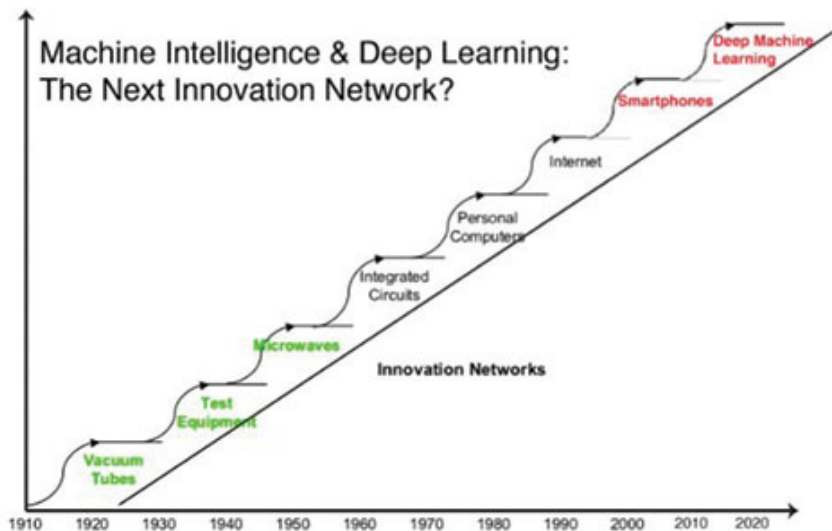 Machine Intelligence & Deep Learning:
The Next Innovation Network?
Deep Machine
Learning
Smartphones
Internet
Personal
Computers
Integrated
Circuits
Microwaves
Innovation Networks
Test
Equipment
Vacuum
Tubes
1910 1920 1930 1940 1950 1960 1970 1980 1990 2000 2010 2020